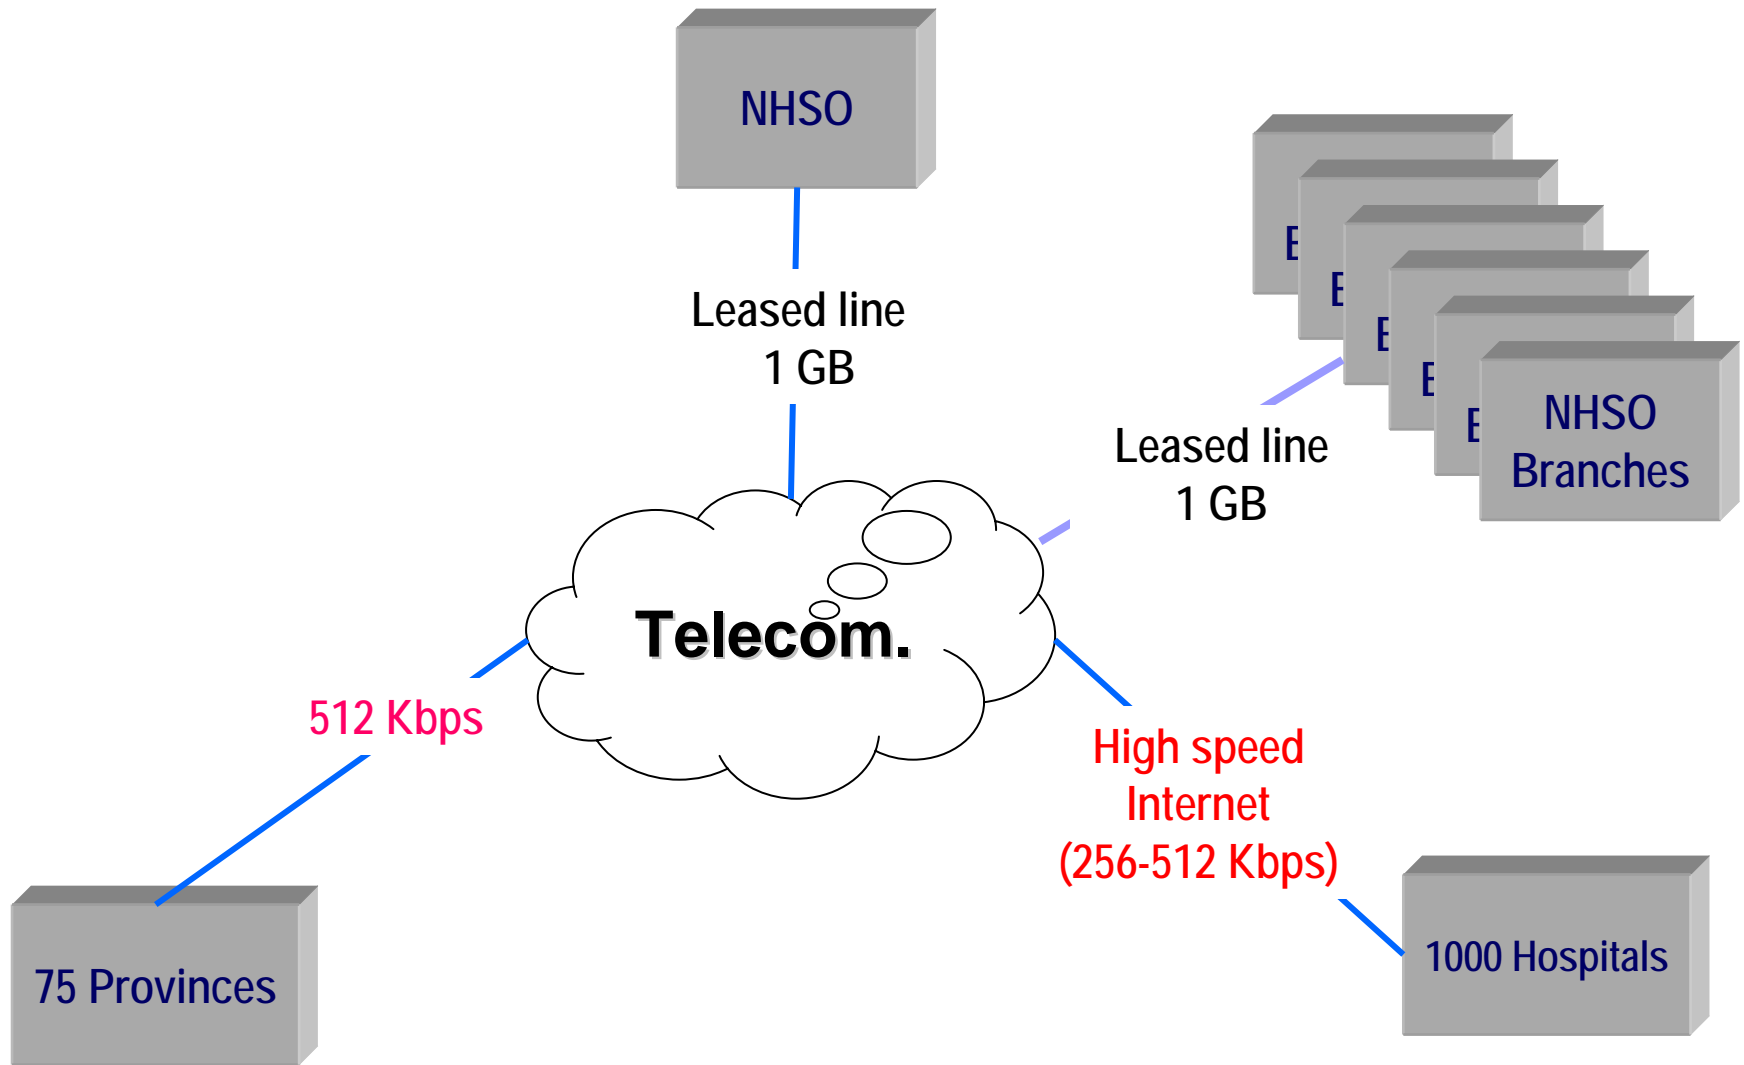 NHSO
Leased line
1 GB
E
E
E
E
E
NHSO
Branches
Leased line
1 GB
Telecom.
512 Kbps
High speed
Internet
(256-512 Kbps)
75 Provinces
1000 Hospitals